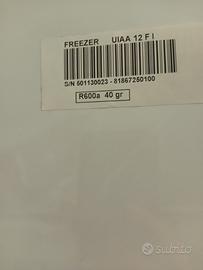 FREEZER UIAA 12 F I
S/N 601130023 - 81867250100
R600a 40 gr
subito